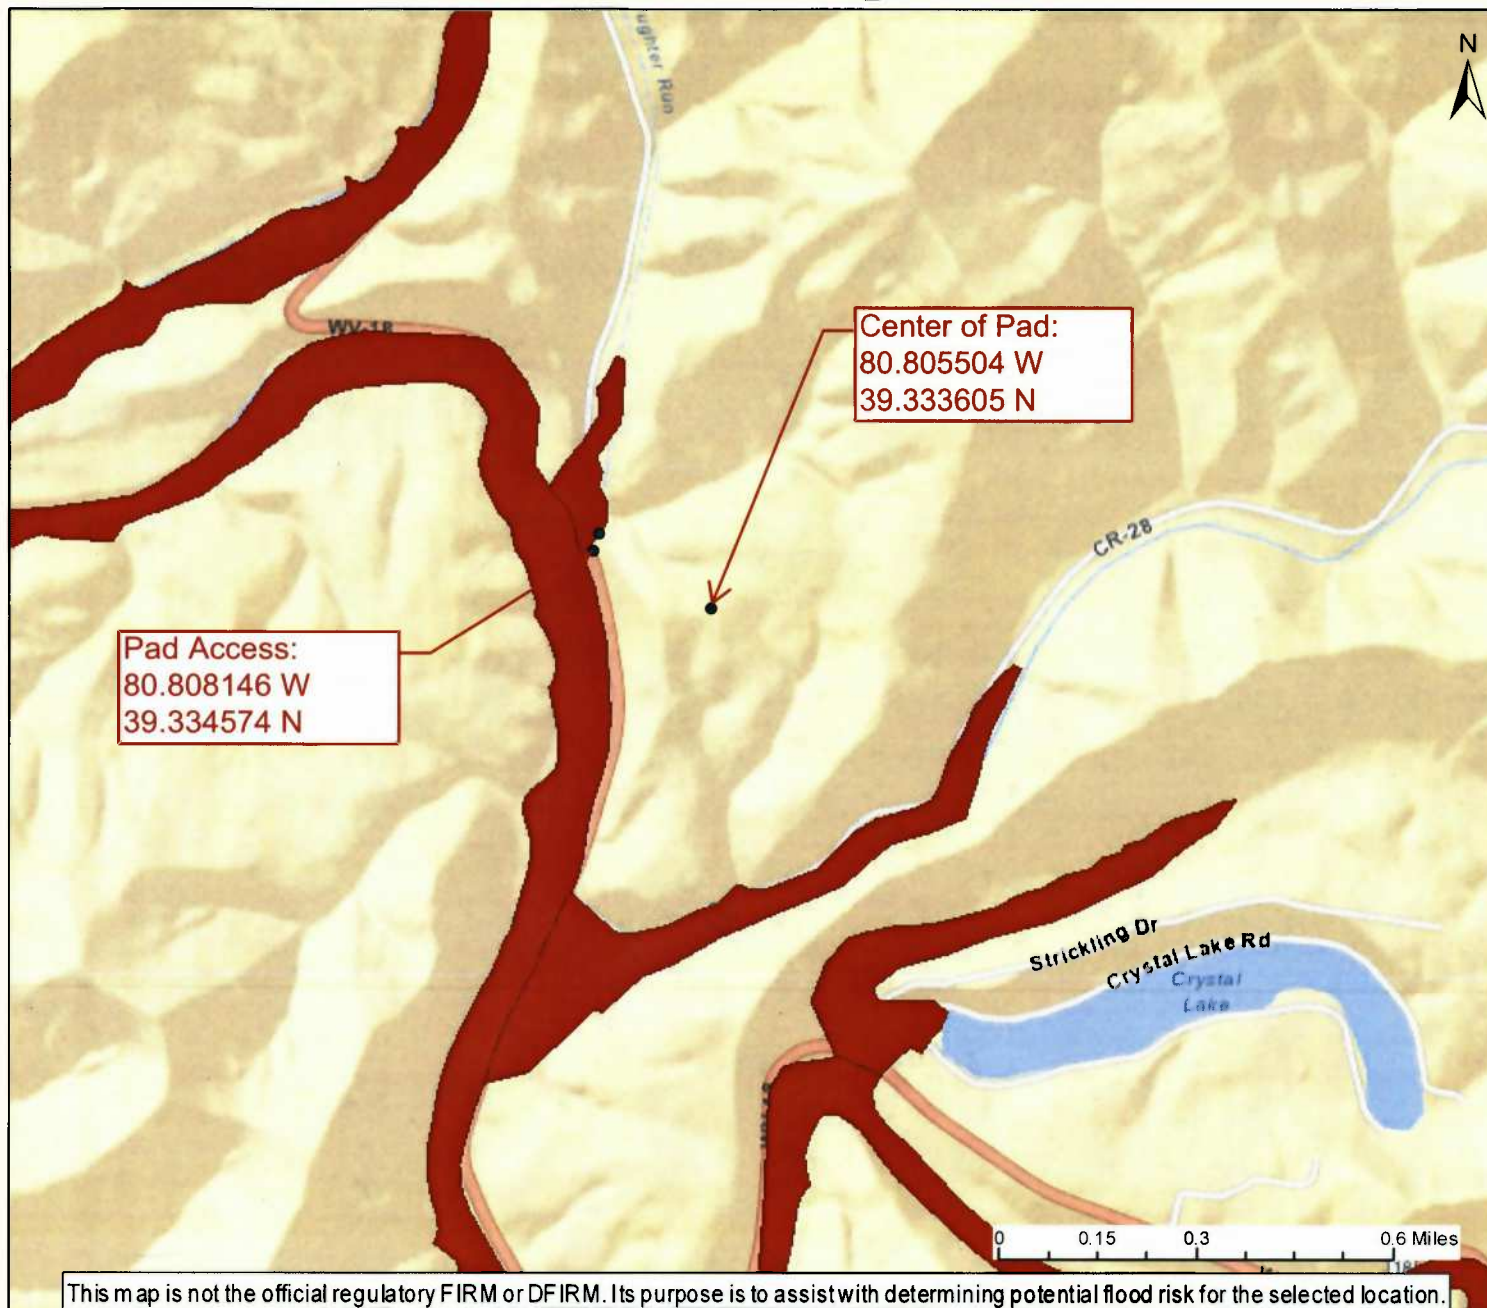 ughter Run
N
WV-18
Center of Pad:
80.805504 W
39.333605 N
CR-28
Pad Access:
80.808146 W
39.334574 N
Strickling Dr
Crystal Lake Rd
Crystal
Lake
0 0.15 0.3 0.6 Miles
This map is not the official regulatory FIRM or DFIRM. Its purpose is to assist with determining potential flood risk for the selected location.